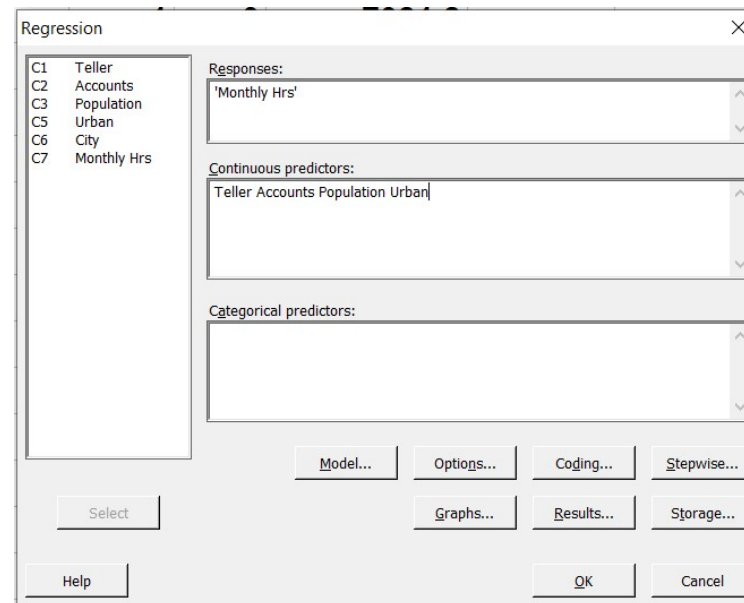 Regression
C1 Teller
C2 Accounts
C3 Population
C5 Urban
C6 City
C7 Monthly Hrs
Responses:
'Monthly Hrs'
Continuous predictors:
Teller Accounts Population Urban
Categorical predictors:
Model...
Options...
Coding...
Stepwise...
Select
Graphs...
Results...
Storage...
Help
OK
Cancel